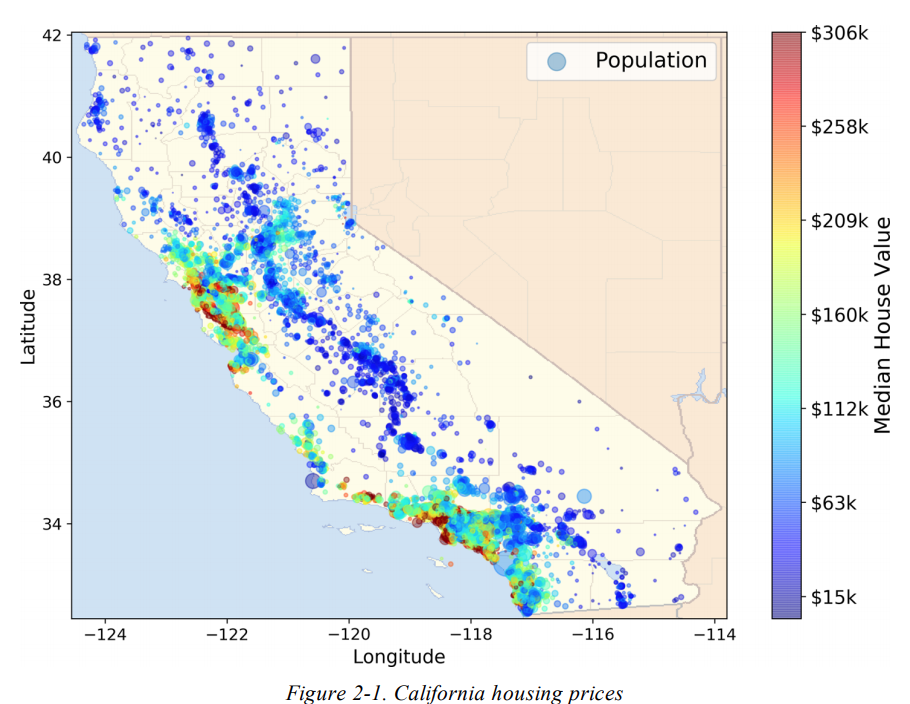 42
40
38
36
34
Latitude
−124
−122
−120
−118
−116
−114
Longitude
Population
$306k
$258k
$209k
$160k
$112k
$63k
$15k
Median House Value
Figure 2-1. California housing prices